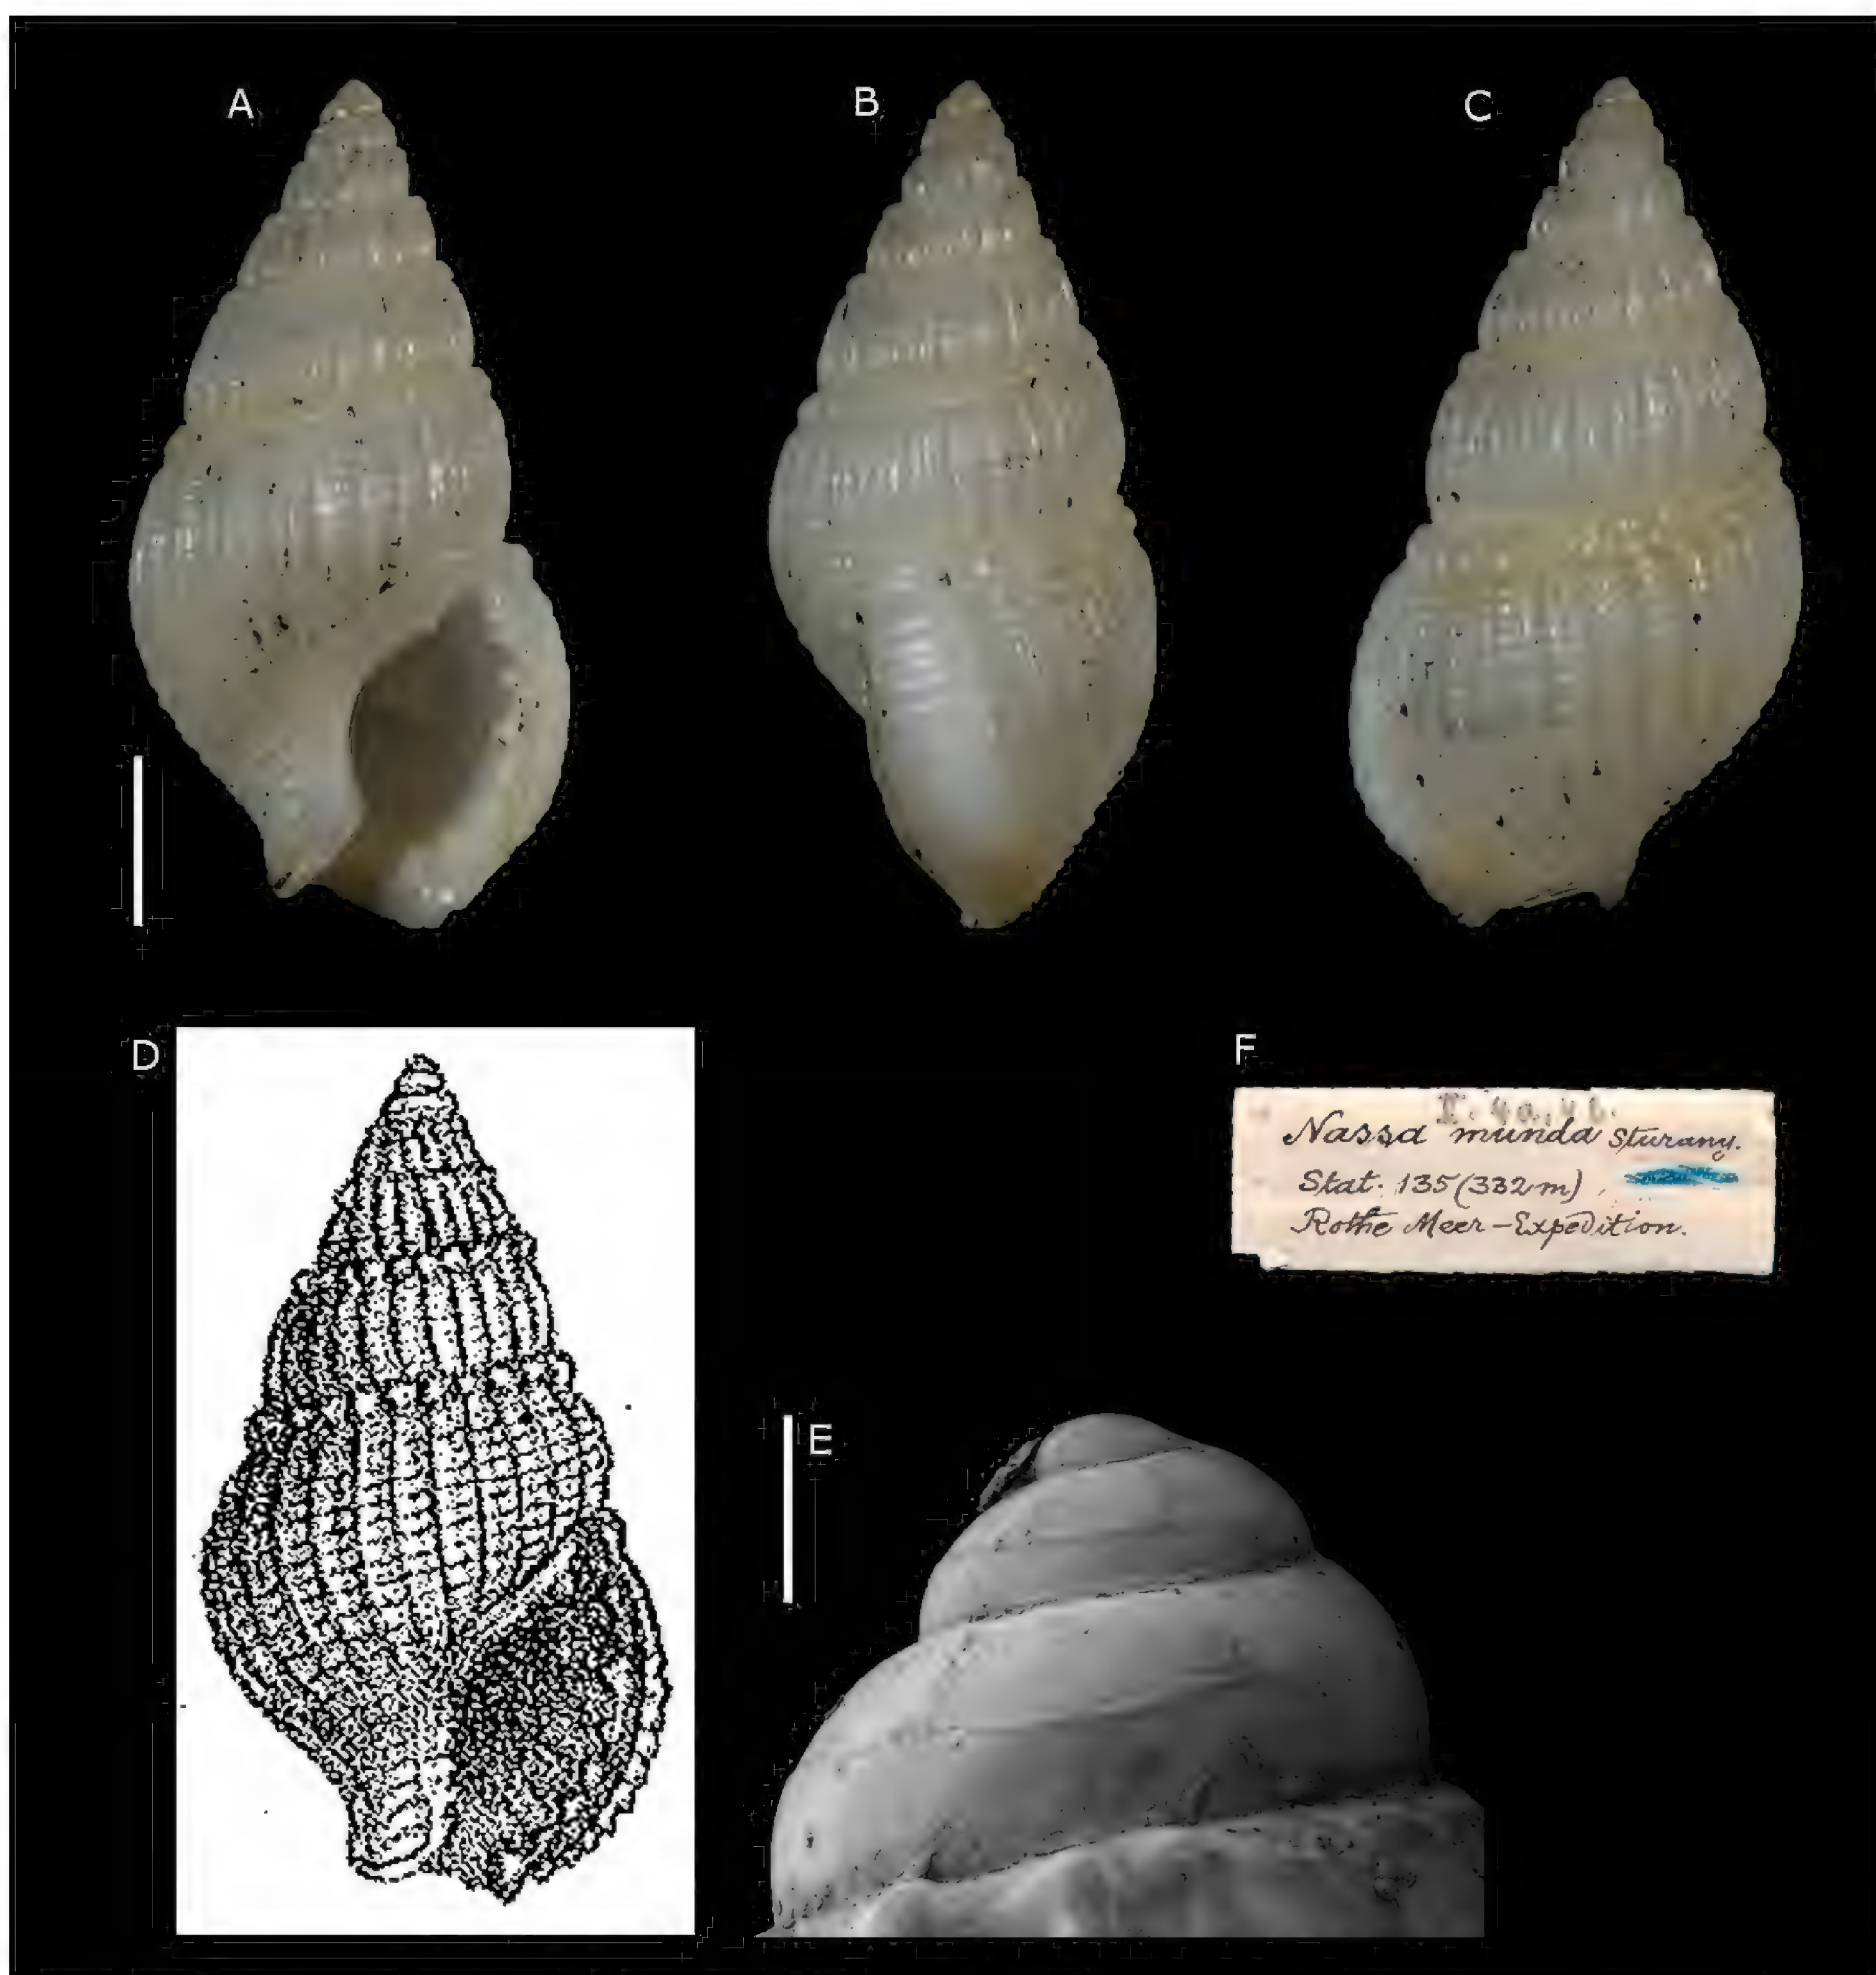 A
B
C
D
F
Nassa munda Sturany.
Stat. 135 (332 m)
Rothe Meer-Expedition.
E